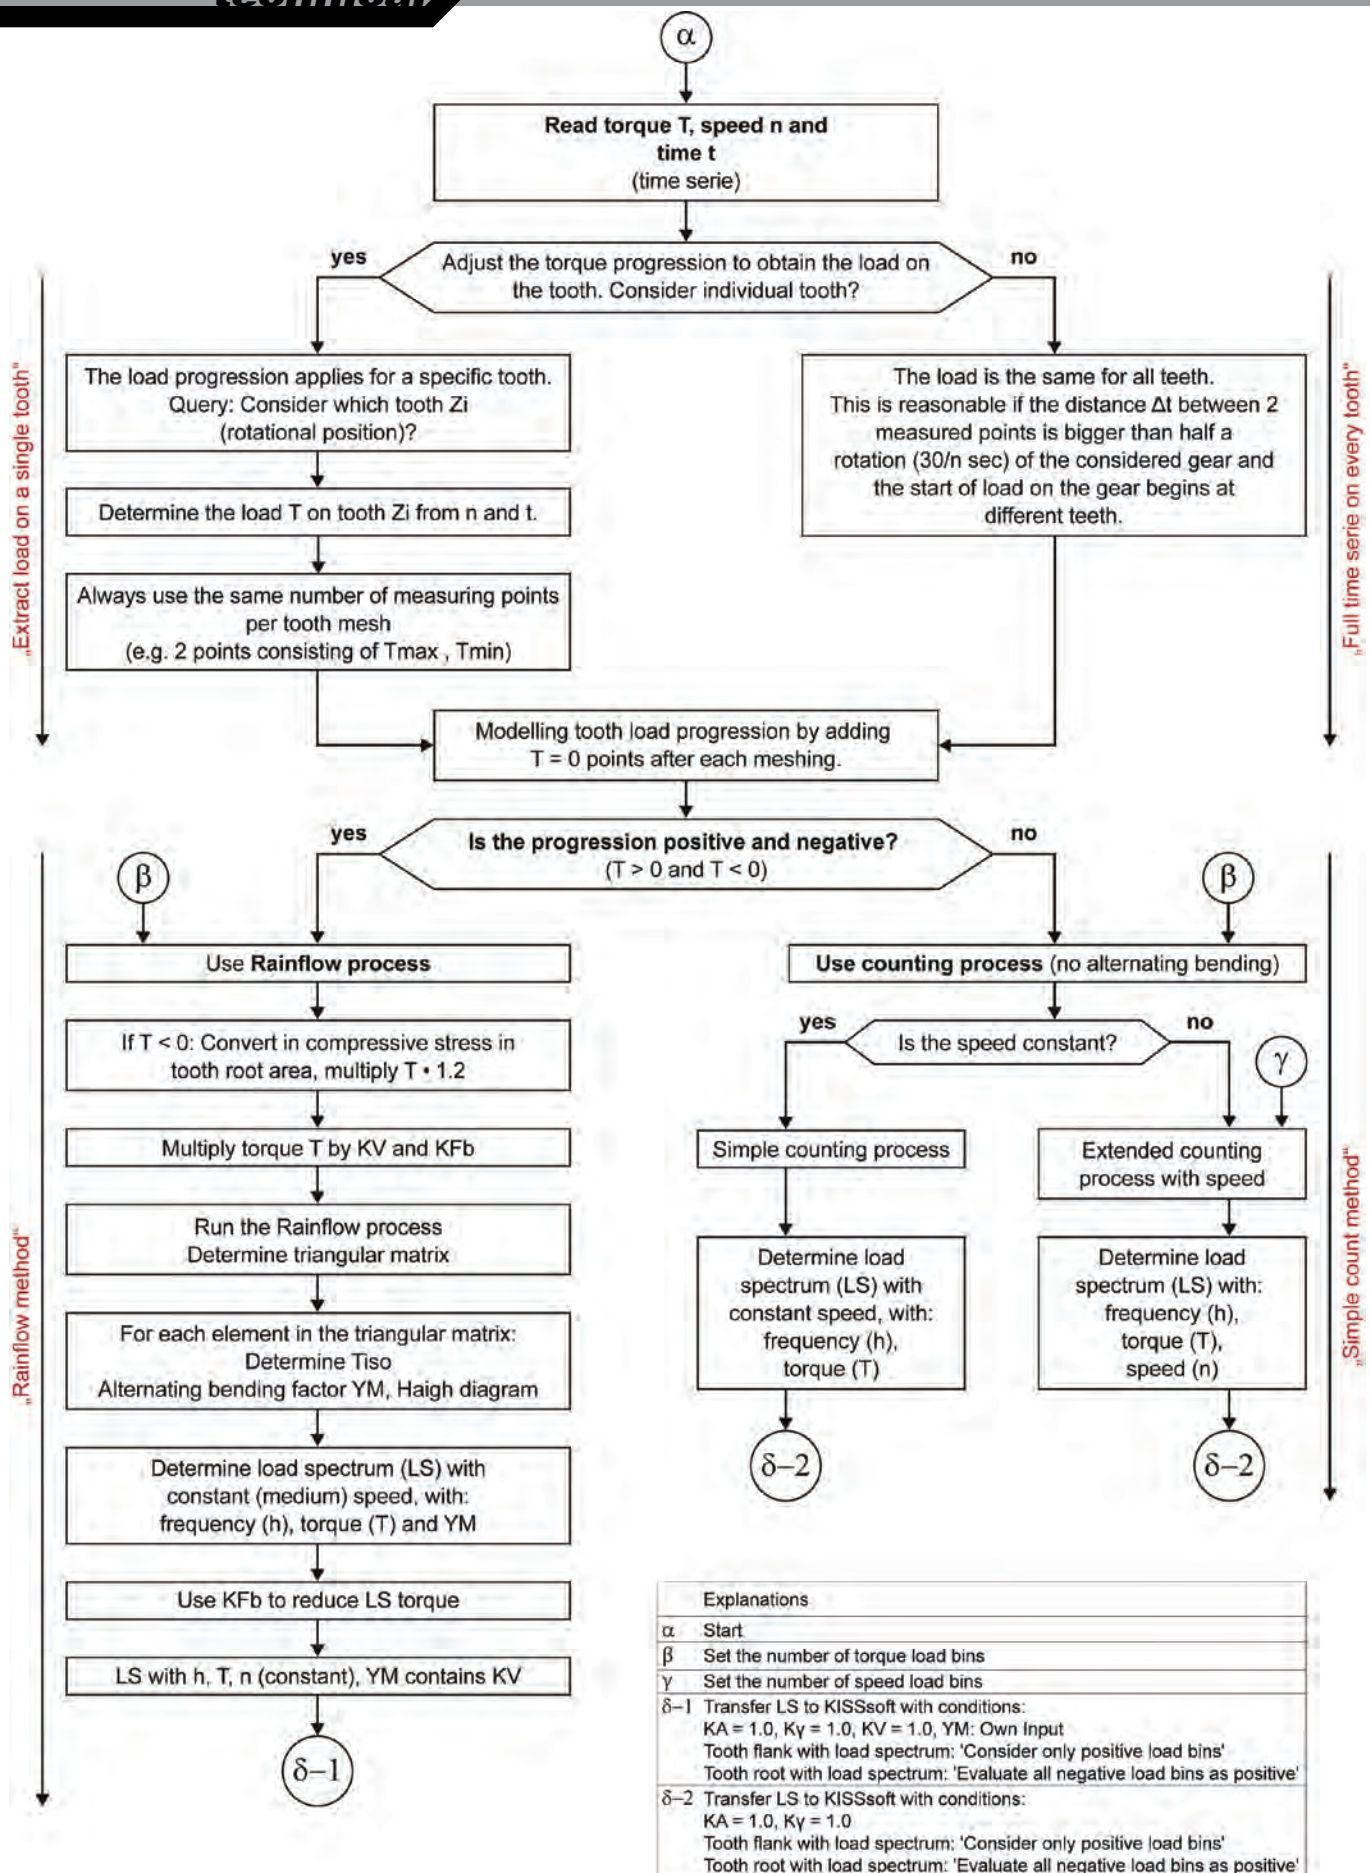 α
Read torque T, speed n and
time t
(time serie)
yes
no
Adjust the torque progression to obtain the load on
the tooth. Consider individual tooth?
„Extract load on a single tooth“
The load progression applies for a specific tooth.
Query: Consider which tooth Zi
(rotational position)?
Determine the load T on tooth Zi from n and t.
Always use the same number of measuring points
per tooth mesh
(e.g. 2 points consisting of Tmax , Tmin)
The load is the same for all teeth.
This is reasonable if the distance Δt between 2
measured points is bigger than half a
rotation (30/n sec) of the considered gear and
the start of load on the gear begins at
different teeth.
„Full time serie on every tooth“
Modelling tooth load progression by adding
T = 0 points after each meshing.
yes
no
Is the progression positive and negative?
(T > 0 and T < 0)
„Rainflow method“
β
Use Rainflow process
If T < 0: Convert in compressive stress in
tooth root area, multiply T • 1.2
Multiply torque T by KV and KFb
Run the Rainflow process
Determine triangular matrix
For each element in the triangular matrix:
Determine Tiso
Alternating bending factor YM, Haigh diagram
Determine load spectrum (LS) with
constant (medium) speed, with:
frequency (h), torque (T) and YM
Use KFb to reduce LS torque
LS with h, T, n (constant), YM contains KV
δ–1
β
Use counting process (no alternating bending)
yes
no
Is the speed constant?
γ
Simple counting process
Determine load
spectrum (LS) with
constant speed, with:
frequency (h),
torque (T)
δ–2
Extended counting
process with speed
Determine load
spectrum (LS) with:
frequency (h),
torque (T),
speed (n)
δ–2
„Simple count method“
Explanations
α Start
β Set the number of torque load bins
γ Set the number of speed load bins
δ–1 Transfer LS to KISSsoft with conditions:
KA = 1.0, Kγ = 1.0, KV = 1.0, YM: Own Input
Tooth flank with load spectrum: 'Consider only positive load bins'
Tooth root with load spectrum: 'Evaluate all negative load bins as positive'
δ–2 Transfer LS to KISSsoft with conditions:
KA = 1.0, Kγ = 1.0
Tooth flank with load spectrum: 'Consider only positive load bins'
Tooth root with load spectrum: 'Evaluate all negative load bins as positive'